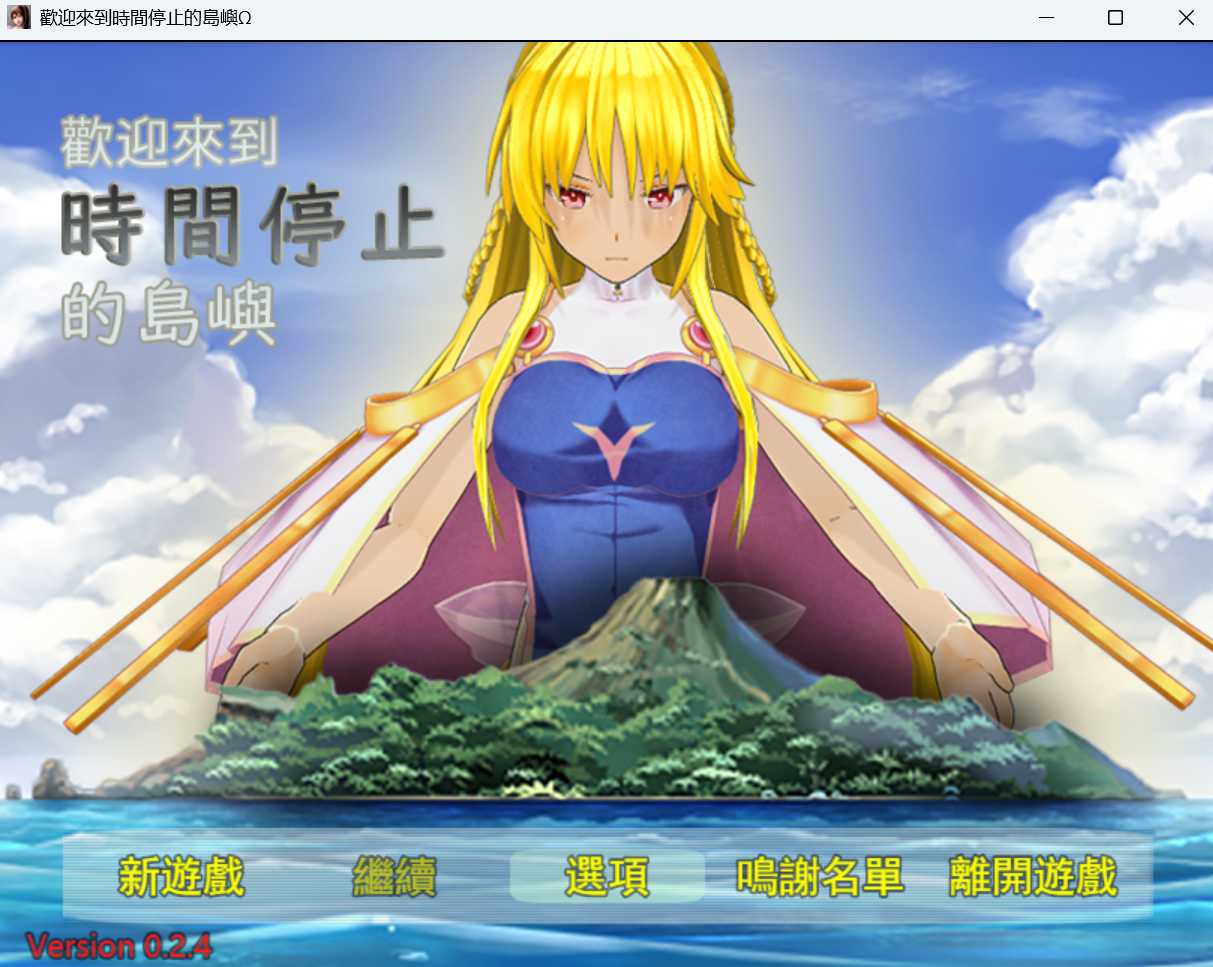 歡迎來到時間停止的島嶼Ω
歡迎來到
時間停止
的島嶼
新遊戲 繼續 選項 鳴謝名單 離開遊戲
Version 0.2.4